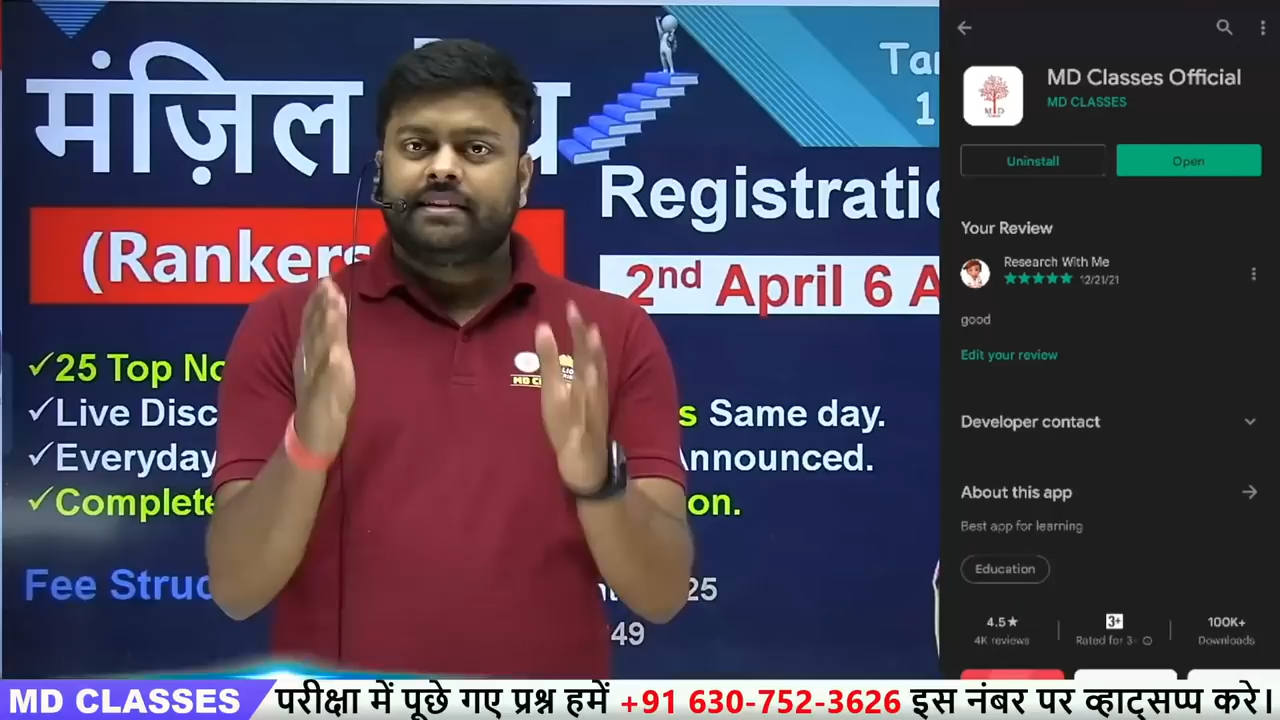 मंज़िल
Tar
1
(Rankers
Registratio
2nd April 6 A
✓25 Top No
✓Live Disc
s Same day.
✓Everyday
Announced.
✓Complete
on.
Fee Struc
25
49
MD Classes Official
MD CLASSES
Uninstall
Open
Your Review
Research With Me
★★★★★ 12/21/21
good
Edit your review
Developer contact
About this app
Best app for learning
Education
4.5★
4K reviews
3+
Rated for 3+
100K+
Downloads
MD CLASSES
परीक्षा में पूछे गए प्रश्न हमें +91 630-752-3626 इस नंबर पर व्हाट्सप्प करे।